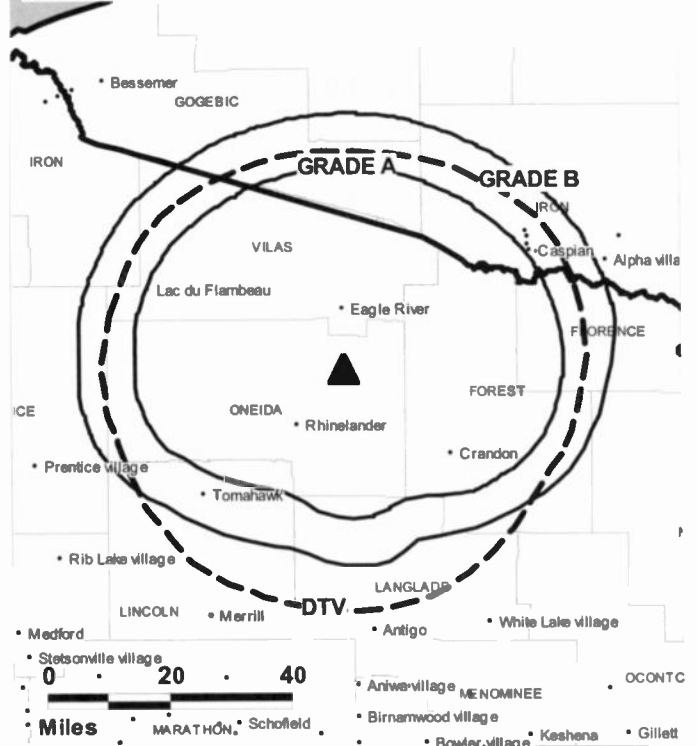 Bessemer
GOGEBIC
IRON
GRADE A
GRADE B
IRON
VILAS
Caspian
Alpha villa
Lac du Flambeau
Eagle River
FLORENCE
FOREST
ICE
ONEIDA
Rhinelander
Crandon
Prentice village
Tomahawk
Rib Lake village
LANGLADE
DTV
LINCOLN
Merrill
White Lake village
Antigo
Medford
Stetsonville village
0 20 40
OCONTO
Aniwa village
MENOMINEE
Birnamwood village
Miles
MARATHON
Schofield
Keshena
Gillett
Bowler village